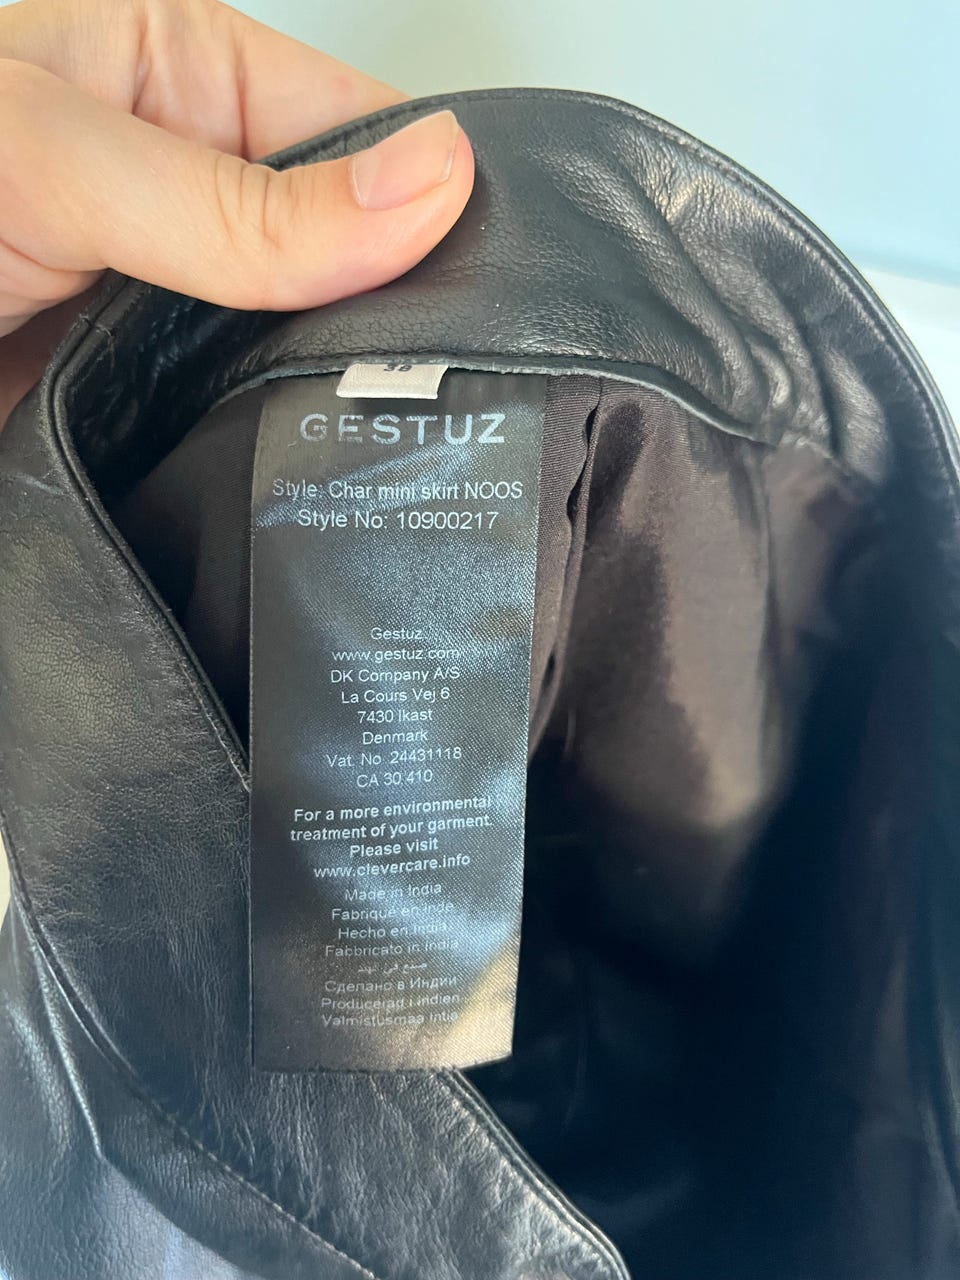 38
GESTUZ
Style: Char mini skirt NOOS
Style No: 10900217
Gestuz
www.gestuz.com
DK Company A/S
La Cours Vej 6
7430 Ikast
Denmark
Vat. No. 24431118
CA 30.410
For a more environmental
treatment of your garment.
Please visit
www.clevercare.info
Made in India
Fabriqué en Inde
Hecho en India
Fabbricato in India
صنع في الهند
Сделано в Индии
Producerad i Indien
Valmistusmaa Intia